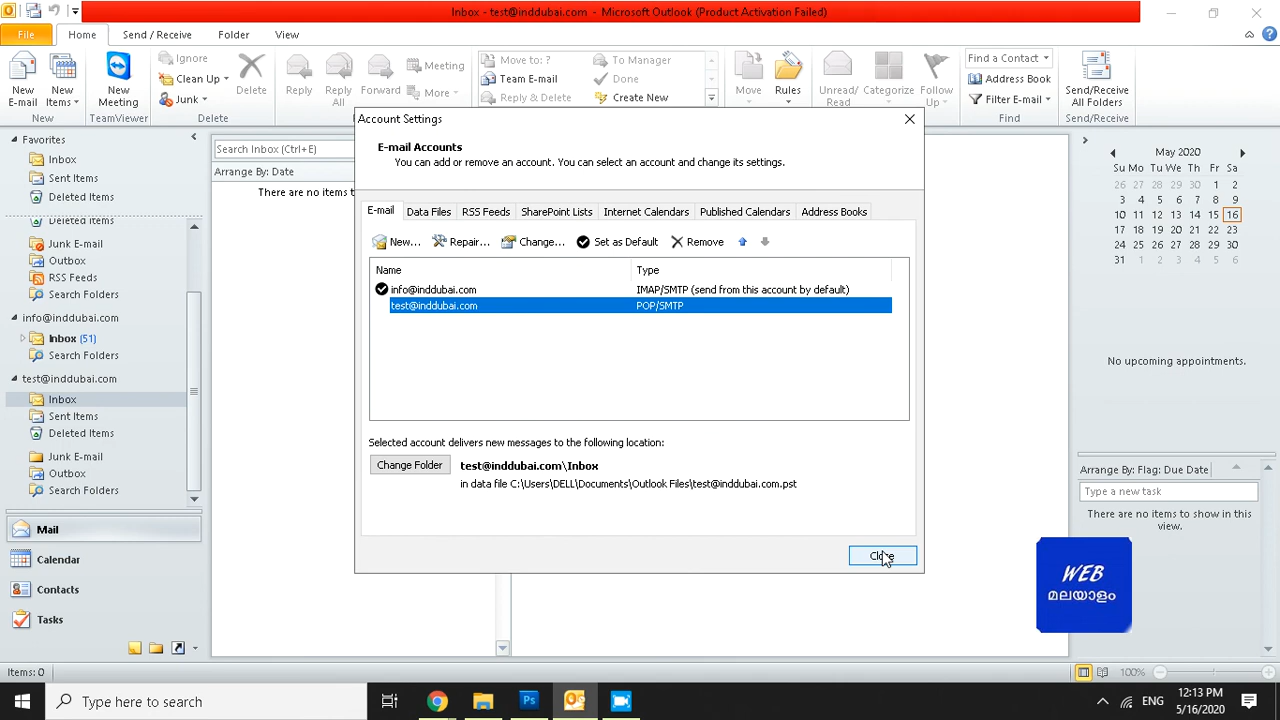 Inbox - test@inddubai.com - Microsoft Outlook (Product Activation Failed)
File Home Send / Receive Folder View
New E-mail
New Items
New
New Meeting
TeamViewer
Ignore
Clean Up
Junk
Delete
Delete
Reply
Reply All
Forward
Meeting
More
Move to: ?
Team E-mail
Reply & Delete
To Manager
Done
Create New
Move
Rules
Unread/ Read
Categorize
Follow Up
Find a Contact
Address Book
Filter E-mail
Find
Send/Receive All Folders
Send/Receive
Favorites
Inbox
Sent Items
Deleted Items
Deleted Items
Junk E-mail
Outbox
RSS Feeds
Search Folders
info@inddubai.com
Inbox (51)
Search Folders
test@inddubai.com
Inbox
Sent Items
Deleted Items
Junk E-mail
Outbox
Search Folders
Mail
Calendar
Contacts
Tasks
Search Inbox (Ctrl+E)
Arrange By: Date
There are no items t
Account Settings
E-mail Accounts
You can add or remove an account. You can select an account and change its settings.
E-mail Data Files RSS Feeds SharePoint Lists Internet Calendars Published Calendars Address Books
New... Repair... Change... Set as Default Remove
Name Type
info@inddubai.com IMAP/SMTP (send from this account by default)
test@inddubai.com POP/SMTP
Selected account delivers new messages to the following location:
Change Folder test@inddubai.com\Inbox
in data file C:\Users\DELL\Documents\Outlook Files\test@inddubai.com.pst
Close
May 2020
Su Mo Tu We Th Fr Sa
26 27 28 29 30 1 2
3 4 5 6 7 8 9
10 11 12 13 14 15 16
17 18 19 20 21 22 23
24 25 26 27 28 29 30
31 1 2 3 4 5 6
No upcoming appointments.
Arrange By: Flag: Due Date
Type a new task
There are no items to show in this
view.
WEB
മലയാളം
Items: 0
100%
Type here to search
ENG
12:13 PM
5/16/2020